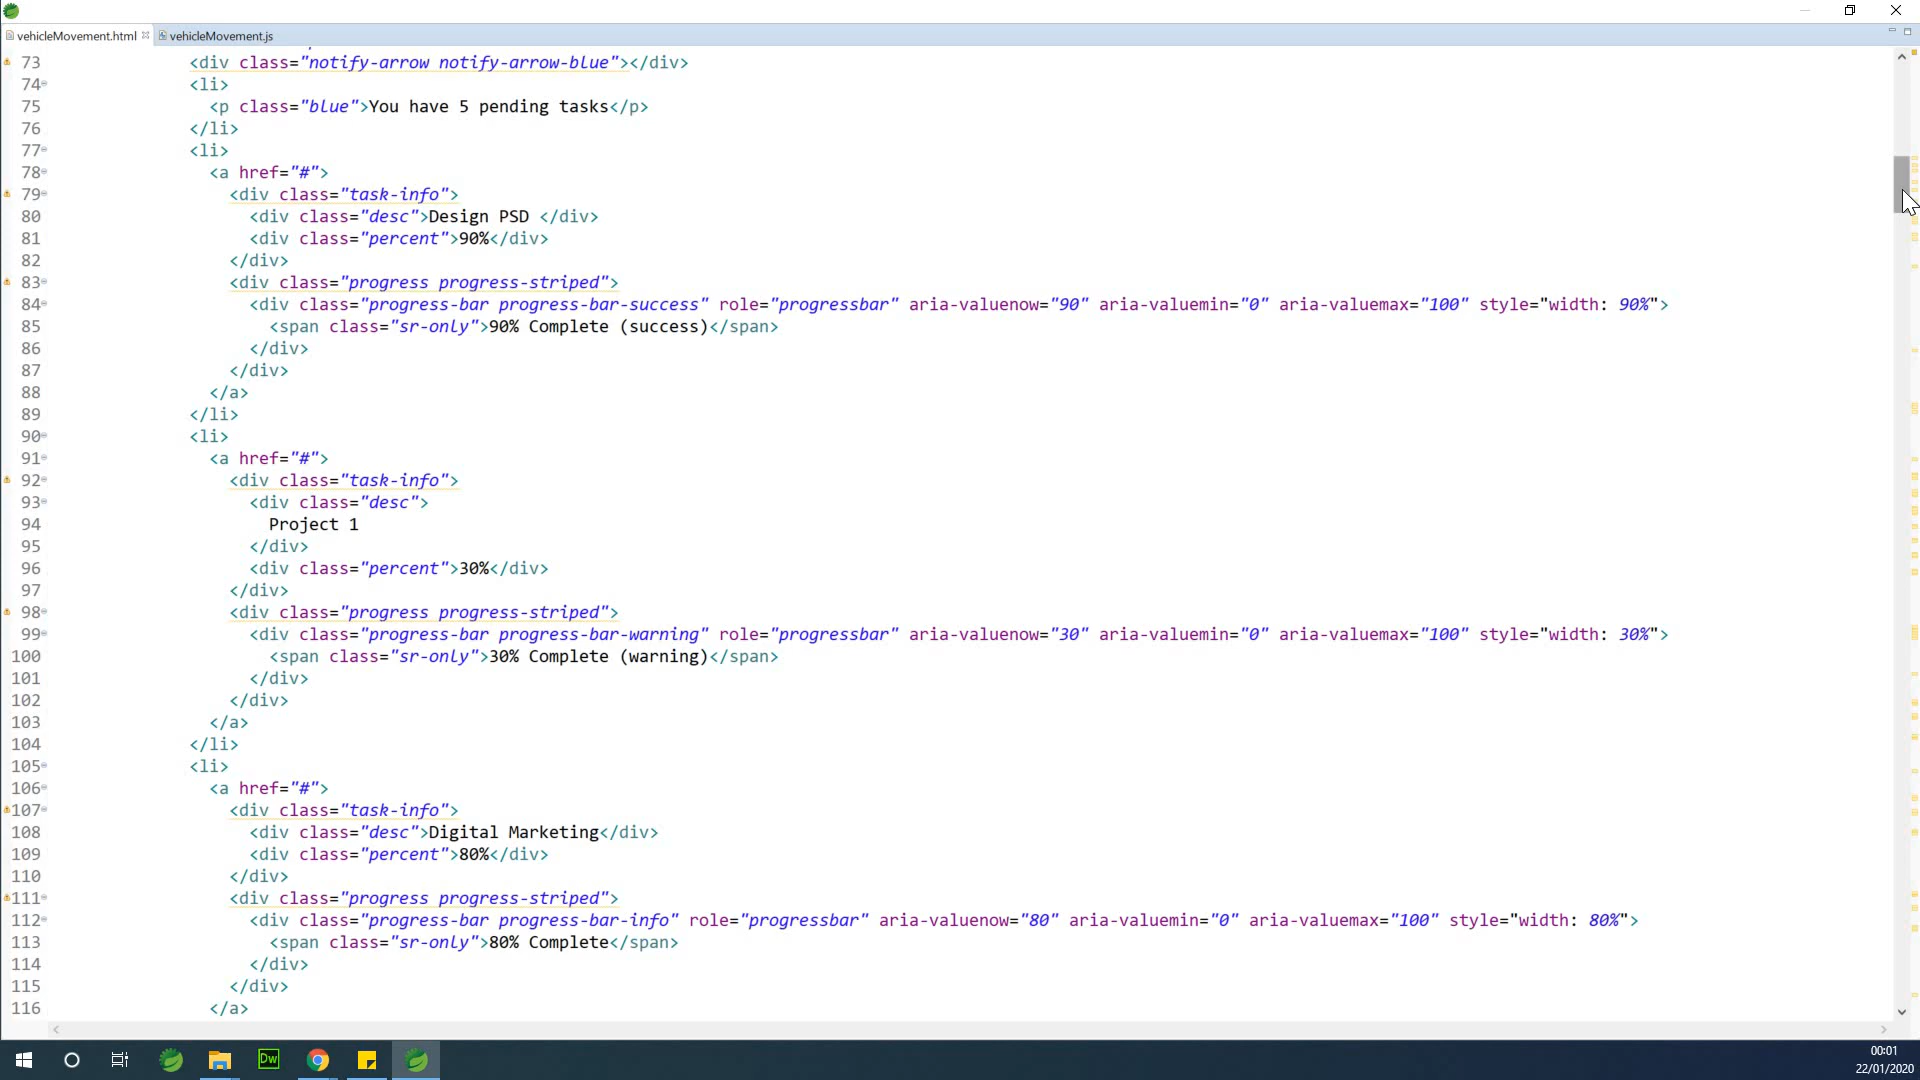 vehicleMovement.html
vehicleMovement.js
73 <div class="notify-arrow notify-arrow-blue"></div>
74 <li>
75 <p class="blue">You have 5 pending tasks</p>
76 </li>
77 <li>
78 <a href="#">
79 <div class="task-info">
80 <div class="desc">Design PSD </div>
81 <div class="percent">90%</div>
82 </div>
83 <div class="progress progress-striped">
84 <div class="progress-bar progress-bar-success" role="progressbar" aria-valuenow="90" aria-valuemin="0" aria-valuemax="100" style="width: 90%">
85 <span class="sr-only">90% Complete (success)</span>
86 </div>
87 </div>
88 </a>
89 </li>
90 <li>
91 <a href="#">
92 <div class="task-info">
93 <div class="desc">
94 Project 1
95 </div>
96 <div class="percent">30%</div>
97 </div>
98 <div class="progress progress-striped">
99 <div class="progress-bar progress-bar-warning" role="progressbar" aria-valuenow="30" aria-valuemin="0" aria-valuemax="100" style="width: 30%">
100 <span class="sr-only">30% Complete (warning)</span>
101 </div>
102 </div>
103 </a>
104 </li>
105 <li>
106 <a href="#">
107 <div class="task-info">
108 <div class="desc">Digital Marketing</div>
109 <div class="percent">80%</div>
110 </div>
111 <div class="progress progress-striped">
112 <div class="progress-bar progress-bar-info" role="progressbar" aria-valuenow="80" aria-valuemin="0" aria-valuemax="100" style="width: 80%">
113 <span class="sr-only">80% Complete</span>
114 </div>
115 </div>
116 </a>
Dw
00:01
22/01/2020